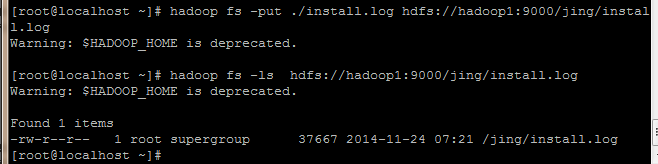 [root@localhost ~]# hadoop fs -put ./install.log hdfs://hadoop1:9000/jing/instal
l.log
Warning: $HADOOP_HOME is deprecated.
[root@localhost ~]# hadoop fs -ls  hdfs://hadoop1:9000/jing/install.log
Warning: $HADOOP_HOME is deprecated.
Found 1 items
-rw-r--r--   1 root supergroup      37667 2014-11-24 07:21 /jing/install.log
[root@localhost ~]#